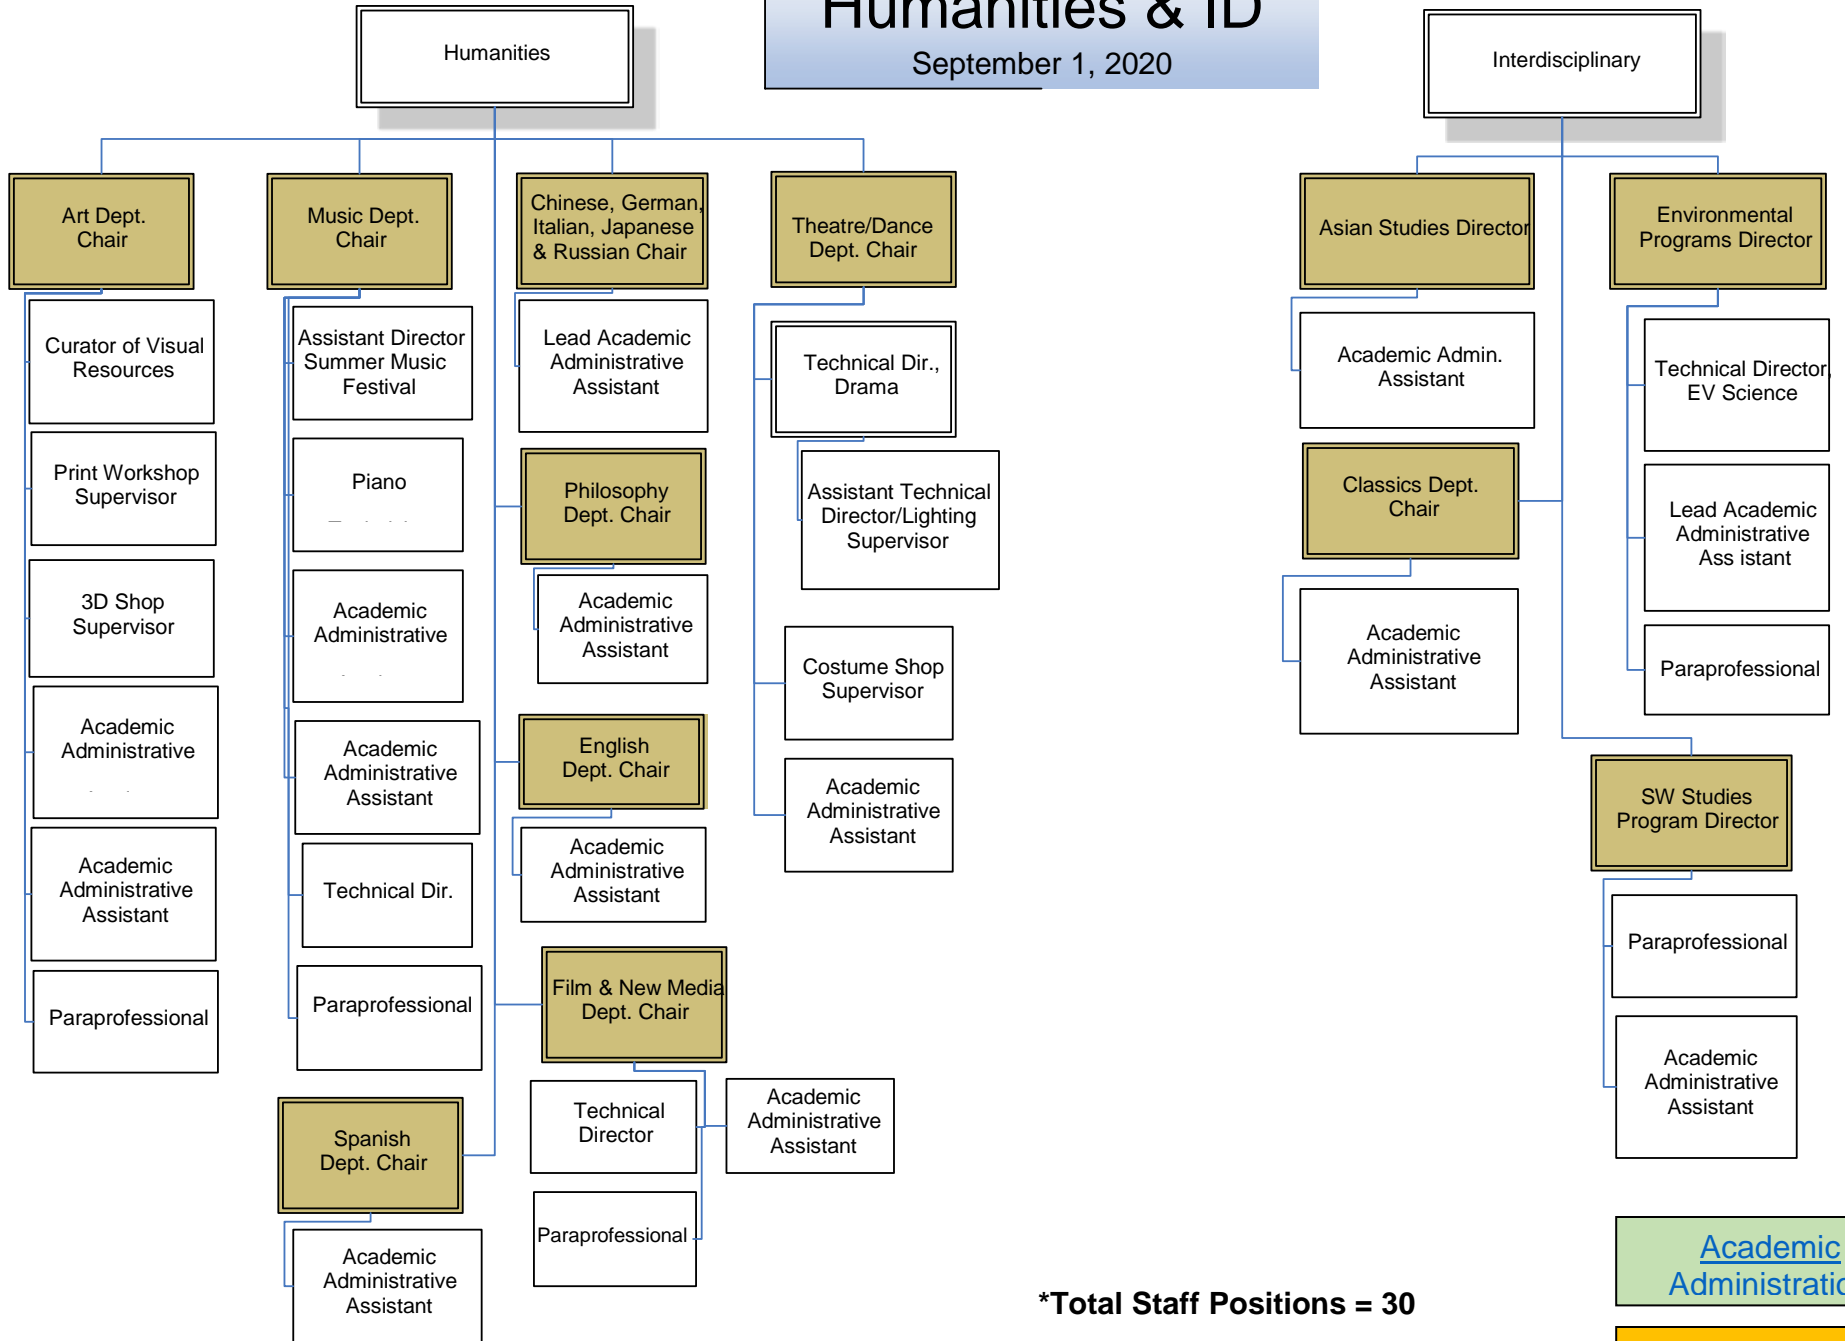 Humanities & ID
September 1, 2020
Humanities
Interdisciplinary
Art Dept.
Chair
Curator of Visual
Resources
Print Workshop
Supervisor
3D Shop
Supervisor
Academic
Administrative
Academic
Administrative
Assistant
Paraprofessional
Music Dept.
Chair
Assistant Director
Summer Music
Festival
Piano
Academic
Administrative
Academic
Administrative
Assistant
Technical Dir.
Paraprofessional
Spanish
Dept. Chair
Academic
Administrative
Assistant
Chinese, German,
Italian, Japanese
& Russian Chair
Lead Academic
Administrative
Assistant
Philosophy
Dept. Chair
Academic
Administrative
Assistant
English
Dept. Chair
Academic
Administrative
Assistant
Film & New Media
Dept. Chair
Technical
Director
Academic
Administrative
Assistant
Paraprofessional
Theatre/Dance
Dept. Chair
Technical Dir.,
Drama
Assistant Technical
Director/Lighting
Supervisor
Costume Shop
Supervisor
Academic
Administrative
Assistant
Asian Studies Director
Academic Admin.
Assistant
Classics Dept.
Chair
Academic
Administrative
Assistant
Environmental
Programs Director
Technical Director,
EV Science
Lead Academic
Administrative
Ass istant
Paraprofessional
SW Studies
Program Director
Paraprofessional
Academic
Administrative
Assistant
*Total Staff Positions = 30
Academic
Administratio